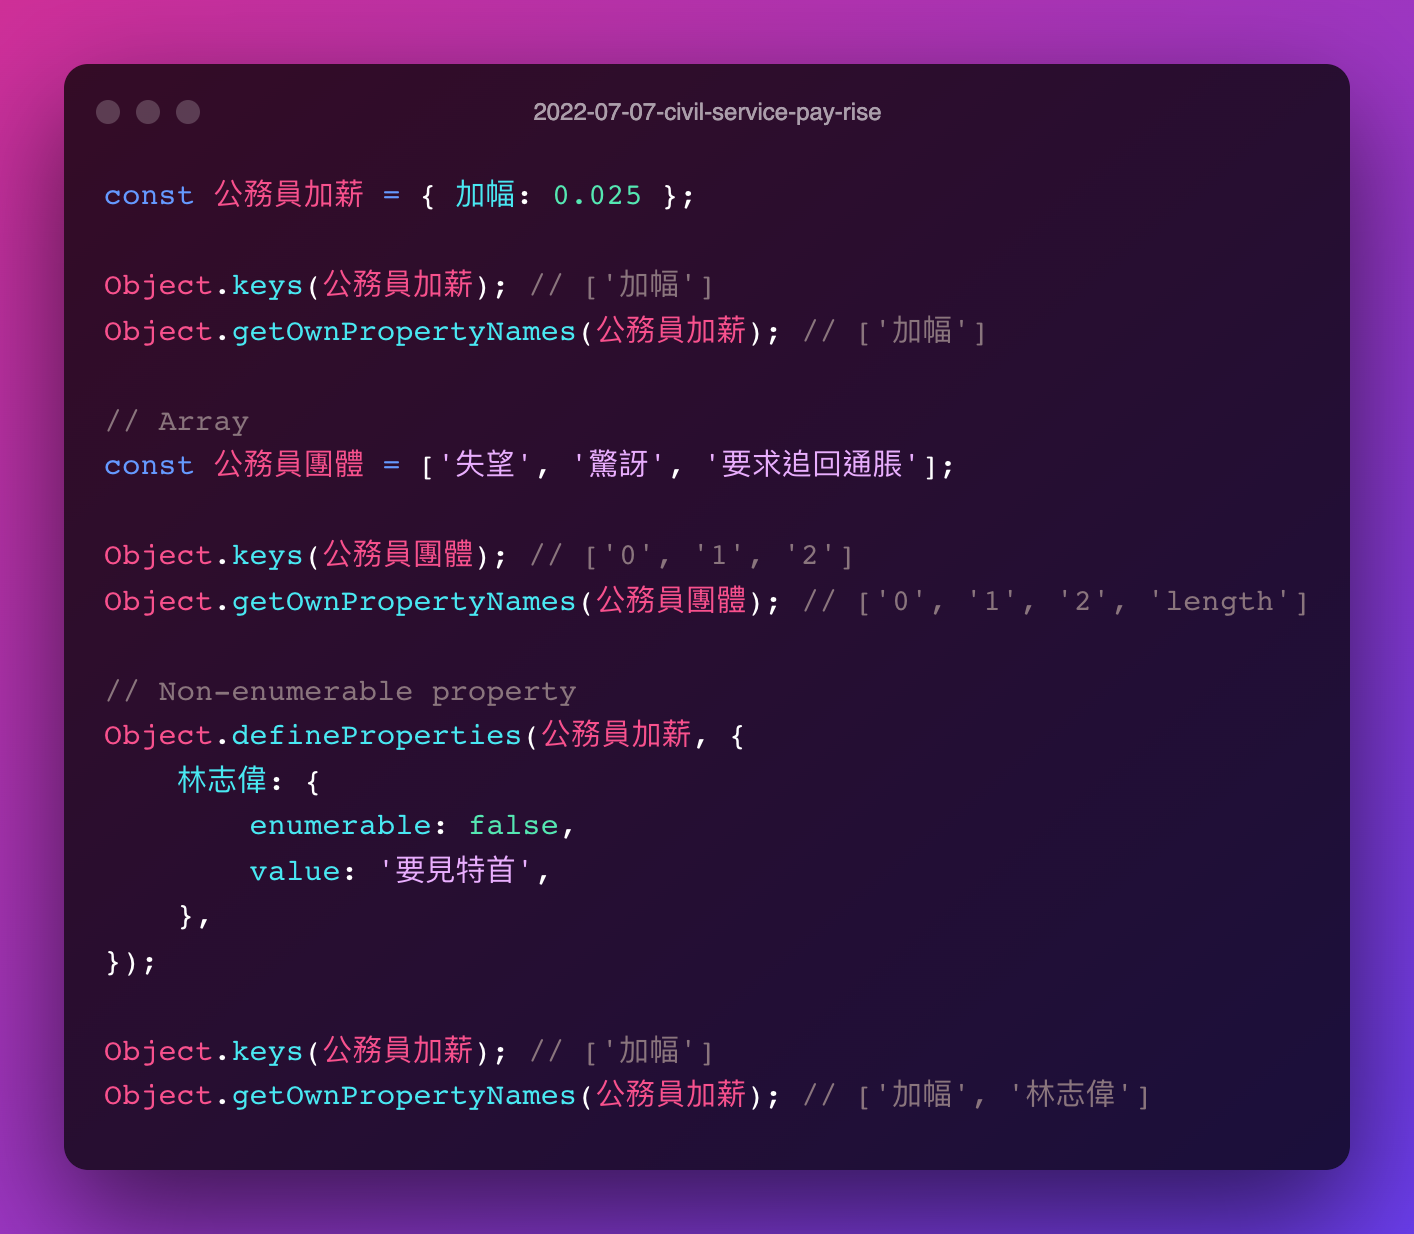 2022-07-07-civil-service-pay-rise
const 公務員加薪 = { 加幅: 0.025 };
Object.keys(公務員加薪); // ['加幅']
Object.getOwnPropertyNames(公務員加薪); // ['加幅']
// Array
const 公務員團體 = ['失望', '驚訝', '要求追回通脹'];
Object.keys(公務員團體); // ['0', '1', '2']
Object.getOwnPropertyNames(公務員團體); // ['0', '1', '2', 'length']
// Non-enumerable property
Object.defineProperties(公務員加薪, {
    林志偉: {
        enumerable: false,
        value: '要見特首',
    },
});
Object.keys(公務員加薪); // ['加幅']
Object.getOwnPropertyNames(公務員加薪); // ['加幅', '林志偉']